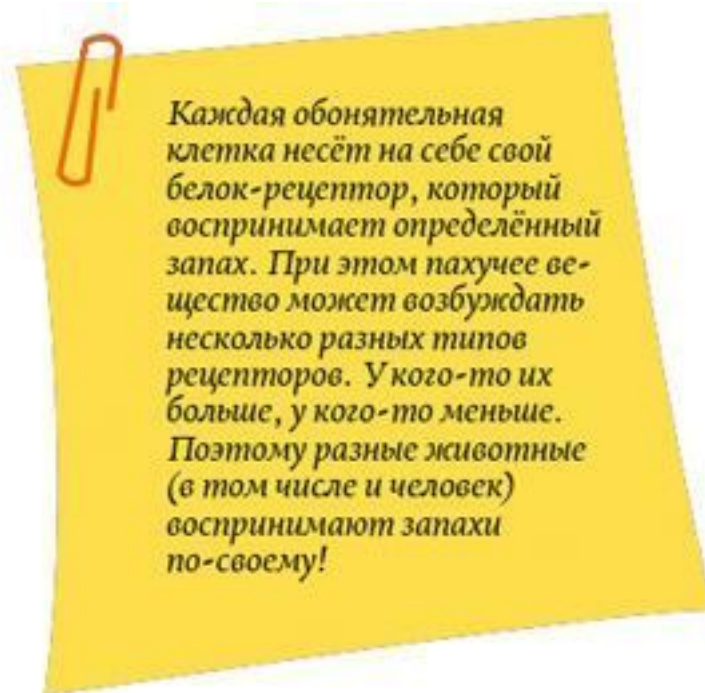 Каждая обонятельная
клетка несёт на себе свой
белок-рецептор, который
воспринимает определённый
запах. При этом пахучее ве-
щество может возбуждать
несколько разных типов
рецепторов. У кого-то их
больше, у кого-то меньше.
Поэтому разные животные
(в том числе и человек)
воспринимают запахи
по-своему!